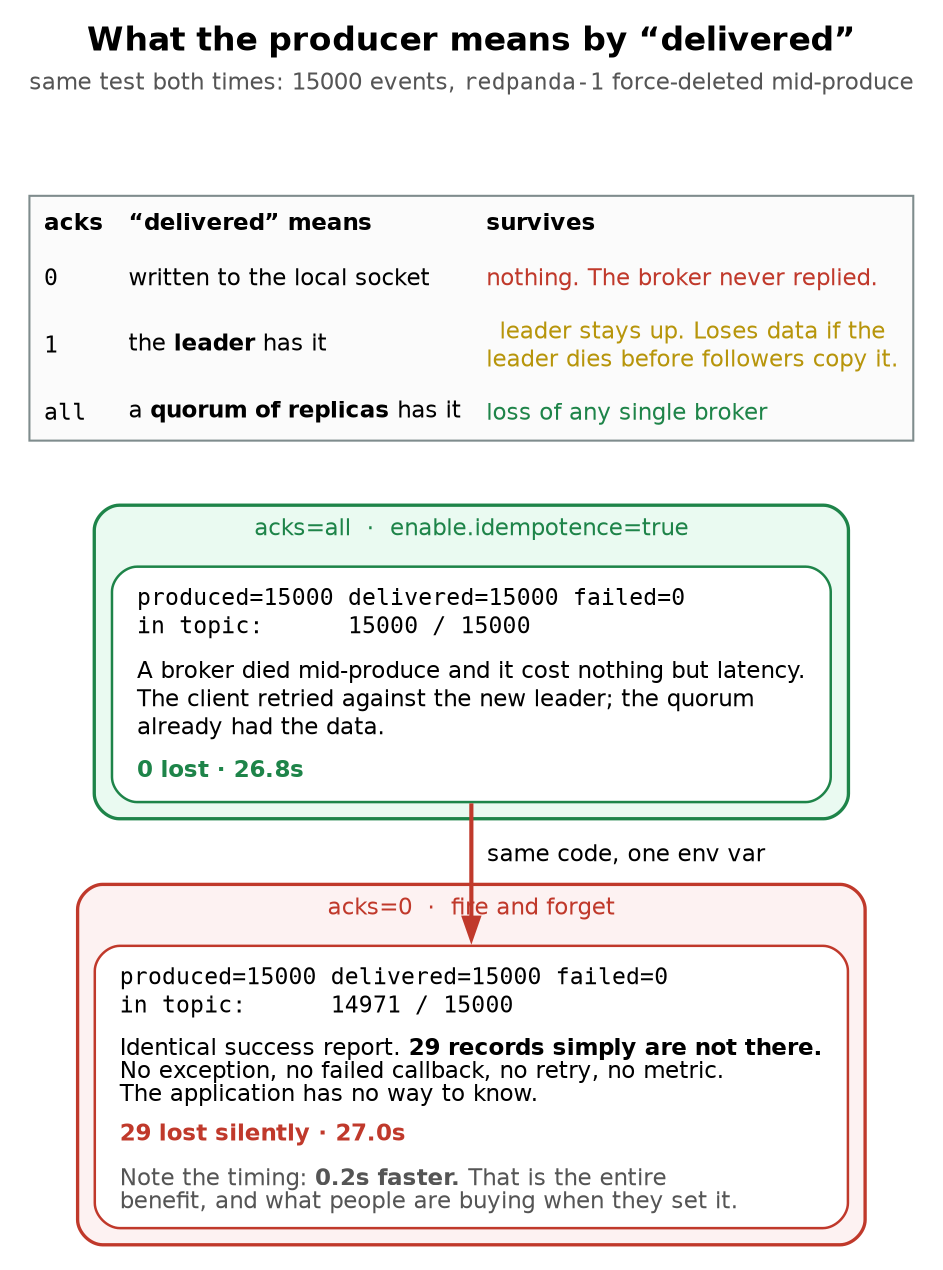 What the producer means by “delivered”
same test both times: 15000 events, redpanda-1 force-deleted mid-produce
acks “delivered” means survives
0 written to the local socket nothing. The broker never replied.
1 the leader has it leader stays up. Loses data if the
leader dies before followers copy it.
all a quorum of replicas has it loss of any single broker
acks=all · enable.idempotence=true
produced=15000 delivered=15000 failed=0
in topic: 15000 / 15000
A broker died mid-produce and it cost nothing but latency.
The client retried against the new leader; the quorum
already had the data.
0 lost · 26.8s
same code, one env var
acks=0 · fire and forget
produced=15000 delivered=15000 failed=0
in topic: 14971 / 15000
Identical success report. 29 records simply are not there.
No exception, no failed callback, no retry, no metric.
The application has no way to know.
29 lost silently · 27.0s
Note the timing: 0.2s faster. That is the entire
benefit, and what people are buying when they set it.